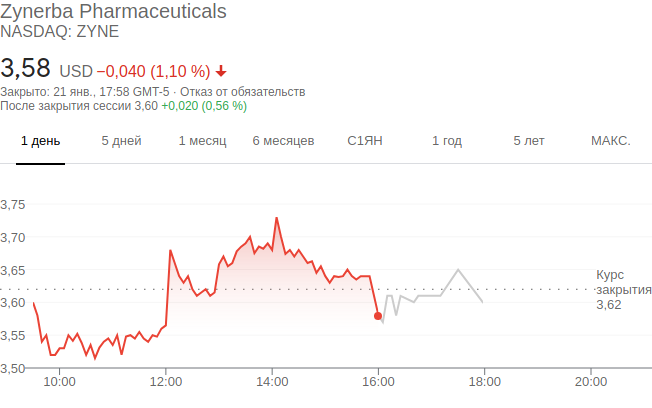 Zynerba Pharmaceuticals
NASDAQ: ZYNE
3,58 USD −0,040 (1,10 %)
Закрыто: 21 янв., 17:58 GMT-5 · Отказ от обязательств
После закрытия сессии 3,60 +0,020 (0,56 %)
1 день 5 дней 1 месяц 6 месяцев С1ЯН 1 год 5 лет МАКС.
3,75
3,70
3,65
3,60
3,55
3,50
Курс
закрытия
3,62
10:00 12:00 14:00 16:00 18:00 20:00